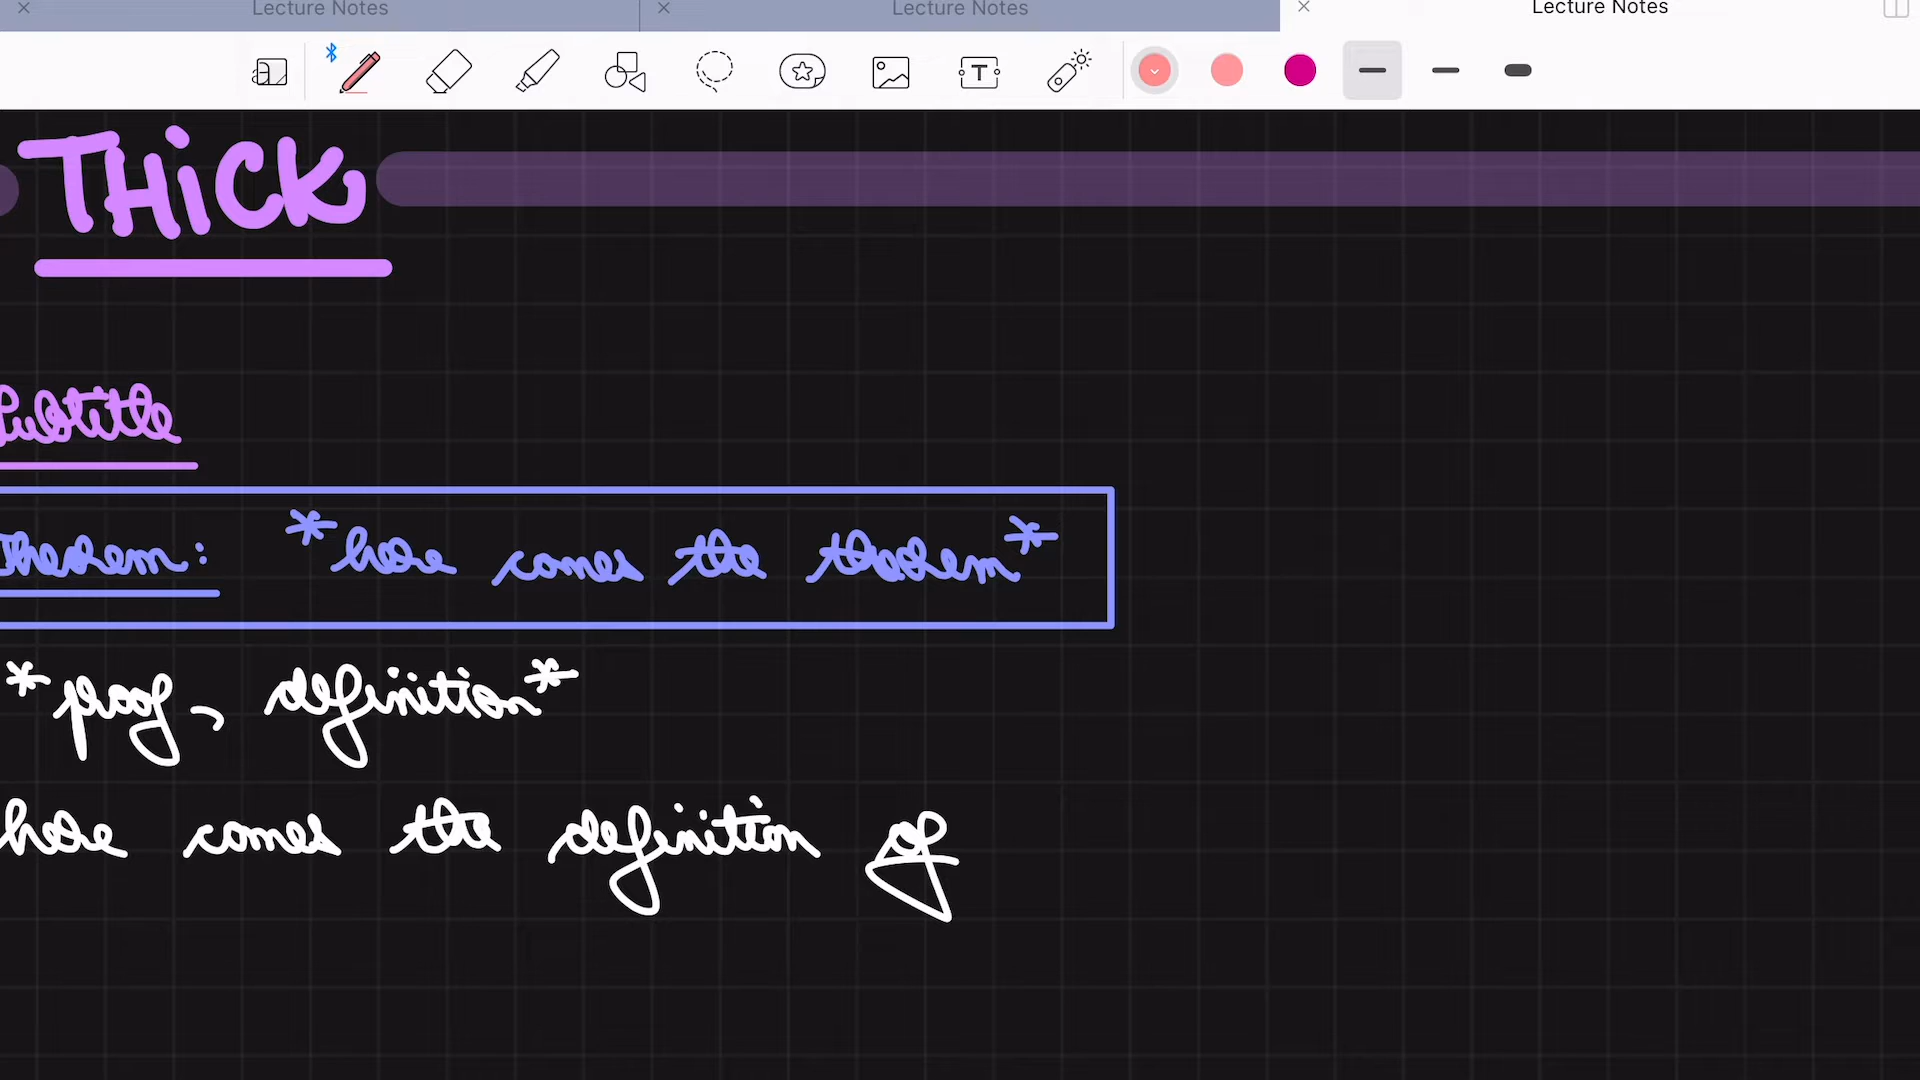 Lecture Notes Lecture Notes Lecture Notes
T
THiCK
Subtitle
Theorem: *here comes the theorem*
*proof, definition*
here comes the definition of